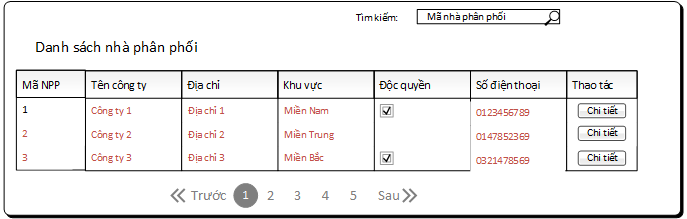 Tìm kiếm: Mã nhà phân phối
Danh sách nhà phân phối
Mã NPP Tên công ty Địa chỉ Khu vực Độc quyền Số điện thoại Thao tác
1 Công ty 1 Địa chỉ 1 Miền Nam 0123456789 Chi tiết
2 Công ty 2 Địa chỉ 2 Miền Trung 0147852369 Chi tiết
3 Công ty 3 Địa chỉ 3 Miền Bắc 0321478569 Chi tiết
Trước 1 2 3 4 5 Sau